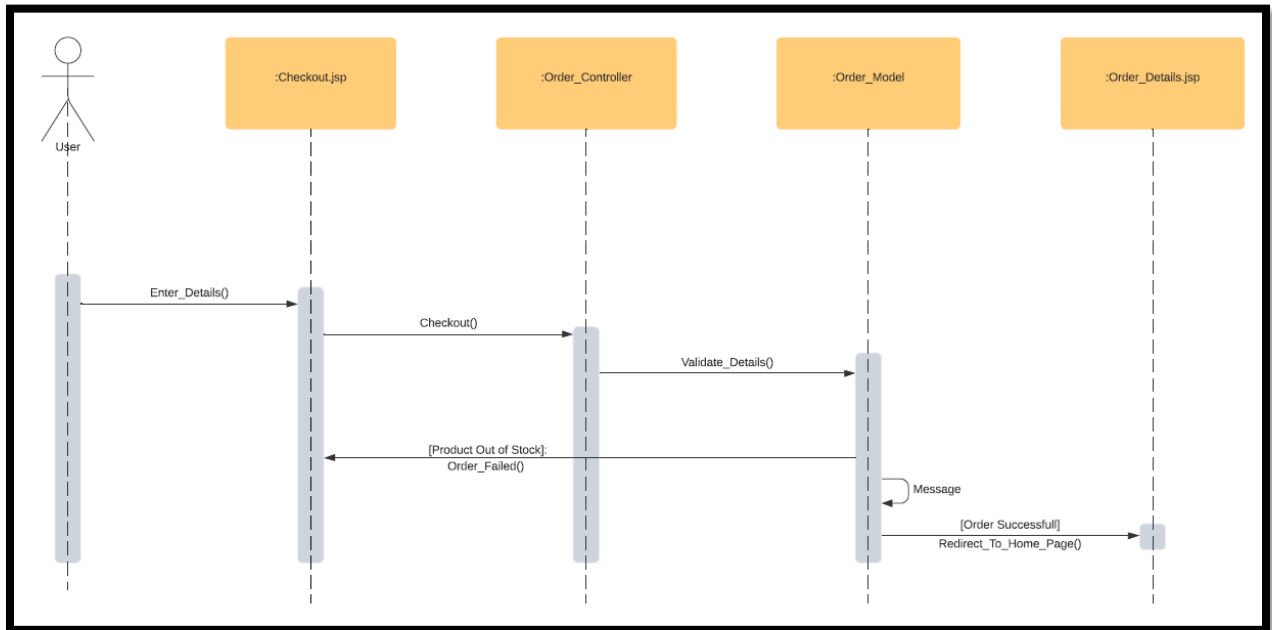 :Checkout.jsp
:Order_Controller
:Order_Model
:Order_Details.jsp
User
Enter_Details()
Checkout()
Validate_Details()
[Product Out of Stock]:
Order_Failed()
Message
[Order Successfull]
Redirect_To_Home_Page()